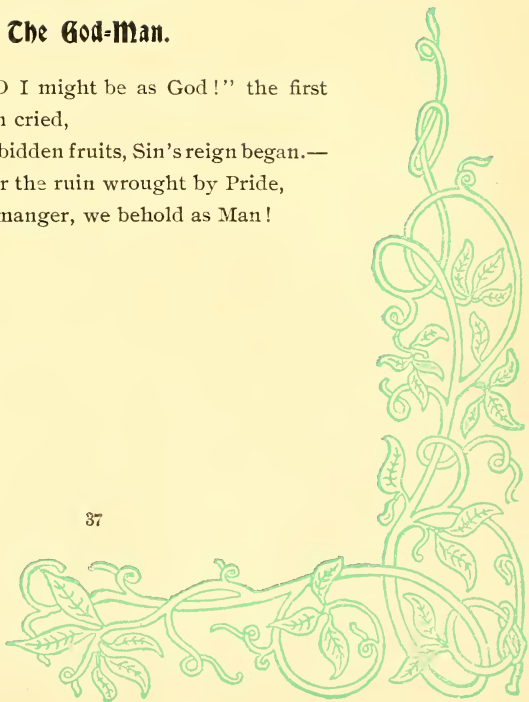 The God-Man.
O I might be as God!" the first
cried,
bidden fruits, Sin's reign began.—
the ruin wrought by Pride,
manger, we behold as Man!
37